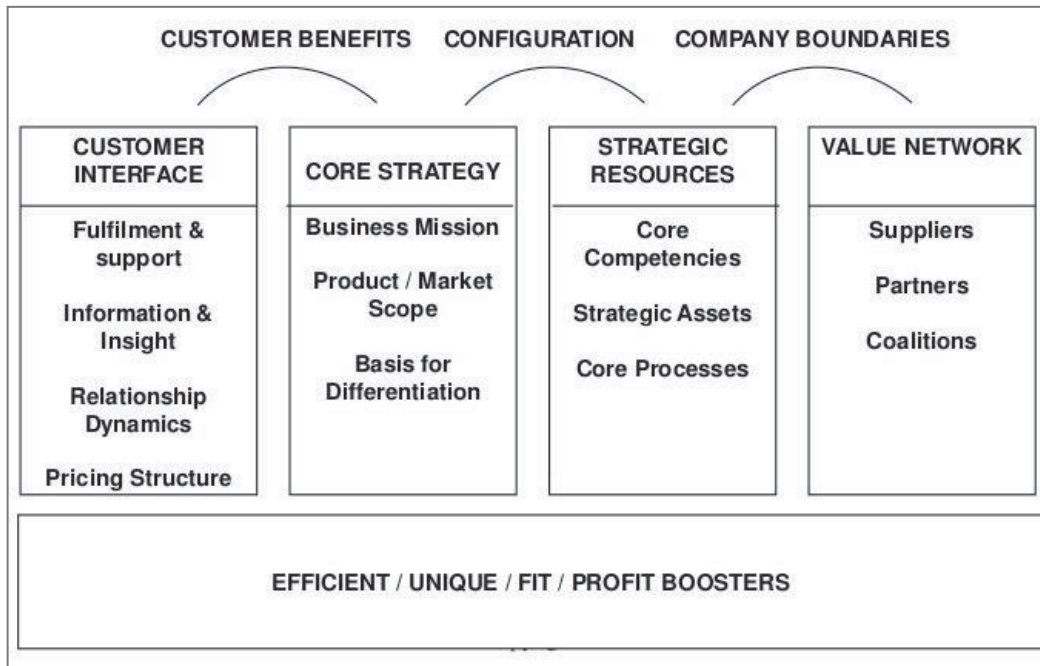 CUSTOMER BENEFITS CONFIGURATION COMPANY BOUNDARIES
CUSTOMER
INTERFACE
Fulfilment &
support
Information &
Insight
Relationship
Dynamics
Pricing Structure
CORE STRATEGY
Business Mission
Product / Market
Scope
Basis for
Differentiation
STRATEGIC
RESOURCES
Core
Competencies
Strategic Assets
Core Processes
VALUE NETWORK
Suppliers
Partners
Coalitions
EFFICIENT / UNIQUE / FIT / PROFIT BOOSTERS